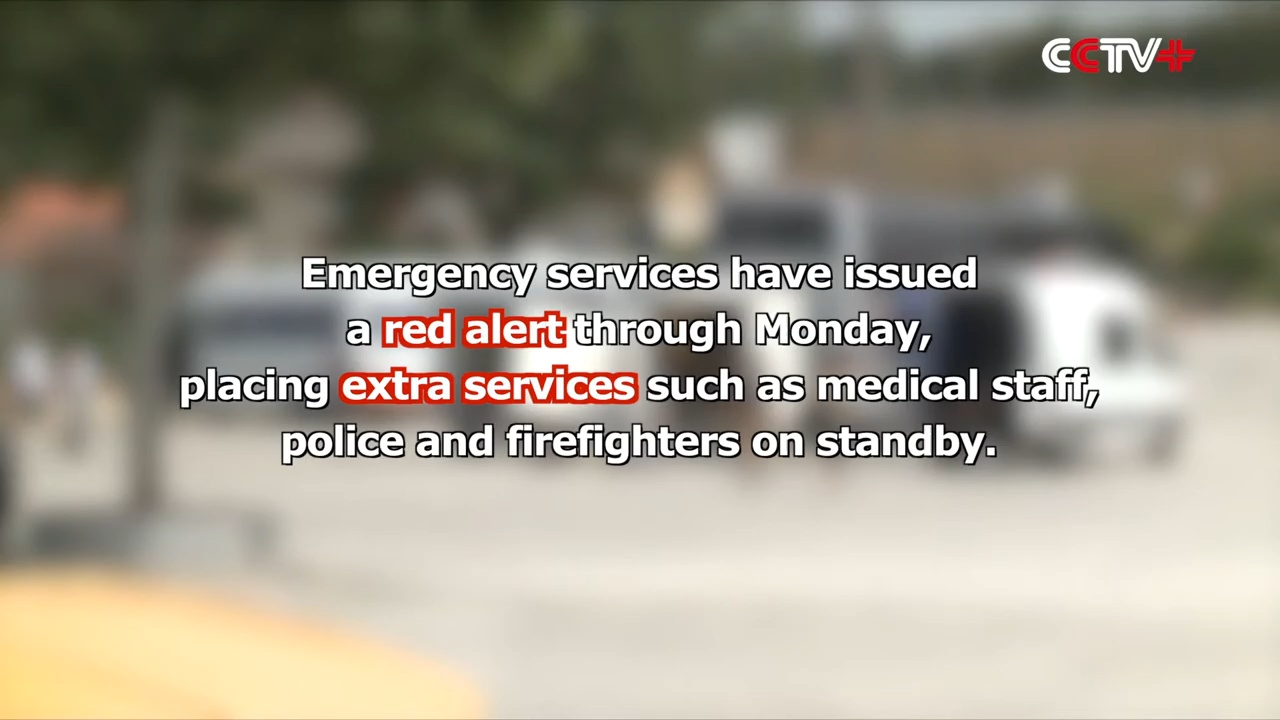 CCTV+
Emergency services have issued
a red alert through Monday,
placing extra services such as medical staff,
police and firefighters on standby.